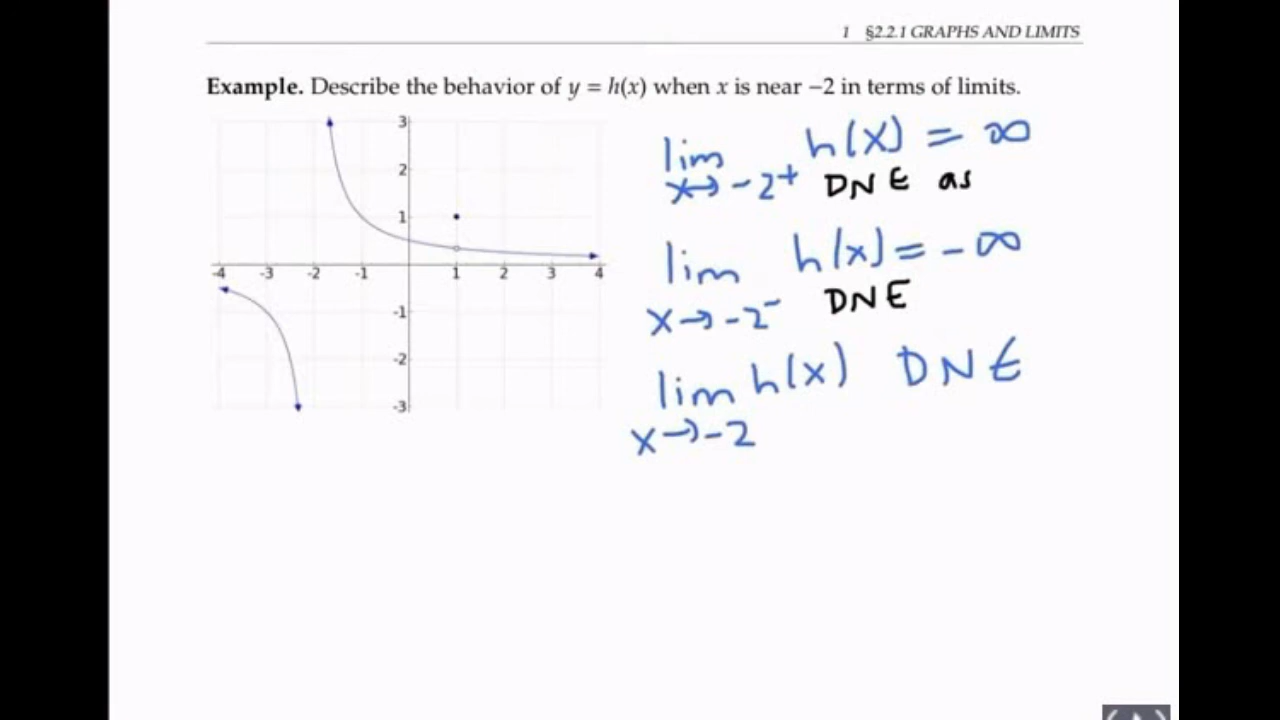 1 §2.2.1 GRAPHS AND LIMITS
Example. Describe the behavior of y = h(x) when x is near −2 in terms of limits.
3
2
1
-4 -3 -2 -1 1 2 3 4
-1
-2
-3
lim h(x) = ∞
x→-2+ DNE as
lim h(x) = -∞
x→-2- DNE
lim h(x) DNE
x→-2